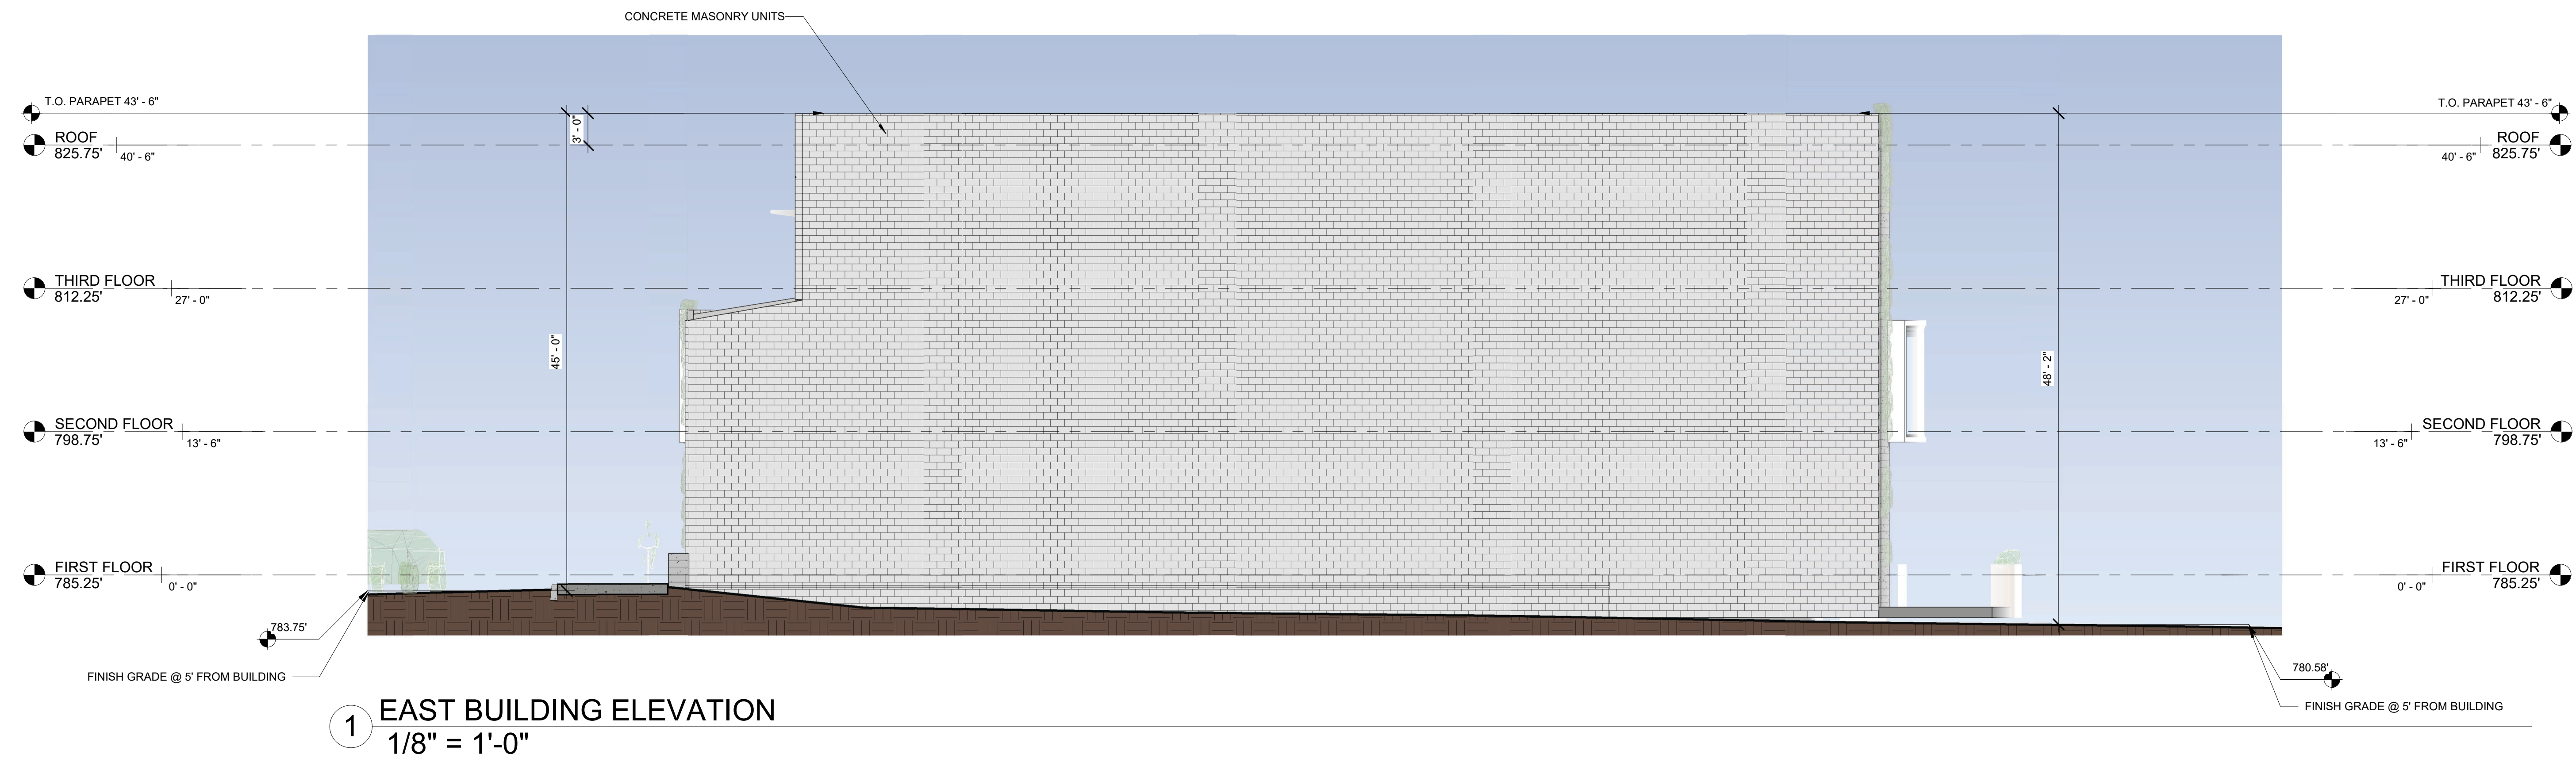 CONCRETE MASONRY UNITS
T.O. PARAPET 43' - 6"
T.O. PARAPET 43' - 6"
3' - 0"
ROOF
825.75'
40' - 6"
ROOF
40' - 6"
825.75'
THIRD FLOOR
812.25'
27' - 0"
THIRD FLOOR
27' - 0"
812.25'
45' - 0"
48' - 2"
SECOND FLOOR
798.75'
13' - 6"
SECOND FLOOR
13' - 6"
798.75'
FIRST FLOOR
785.25'
0' - 0"
FIRST FLOOR
0' - 0"
785.25'
783.75'
FINISH GRADE @ 5' FROM BUILDING
780.58'
FINISH GRADE @ 5' FROM BUILDING
1
EAST BUILDING ELEVATION
1/8" = 1'-0"